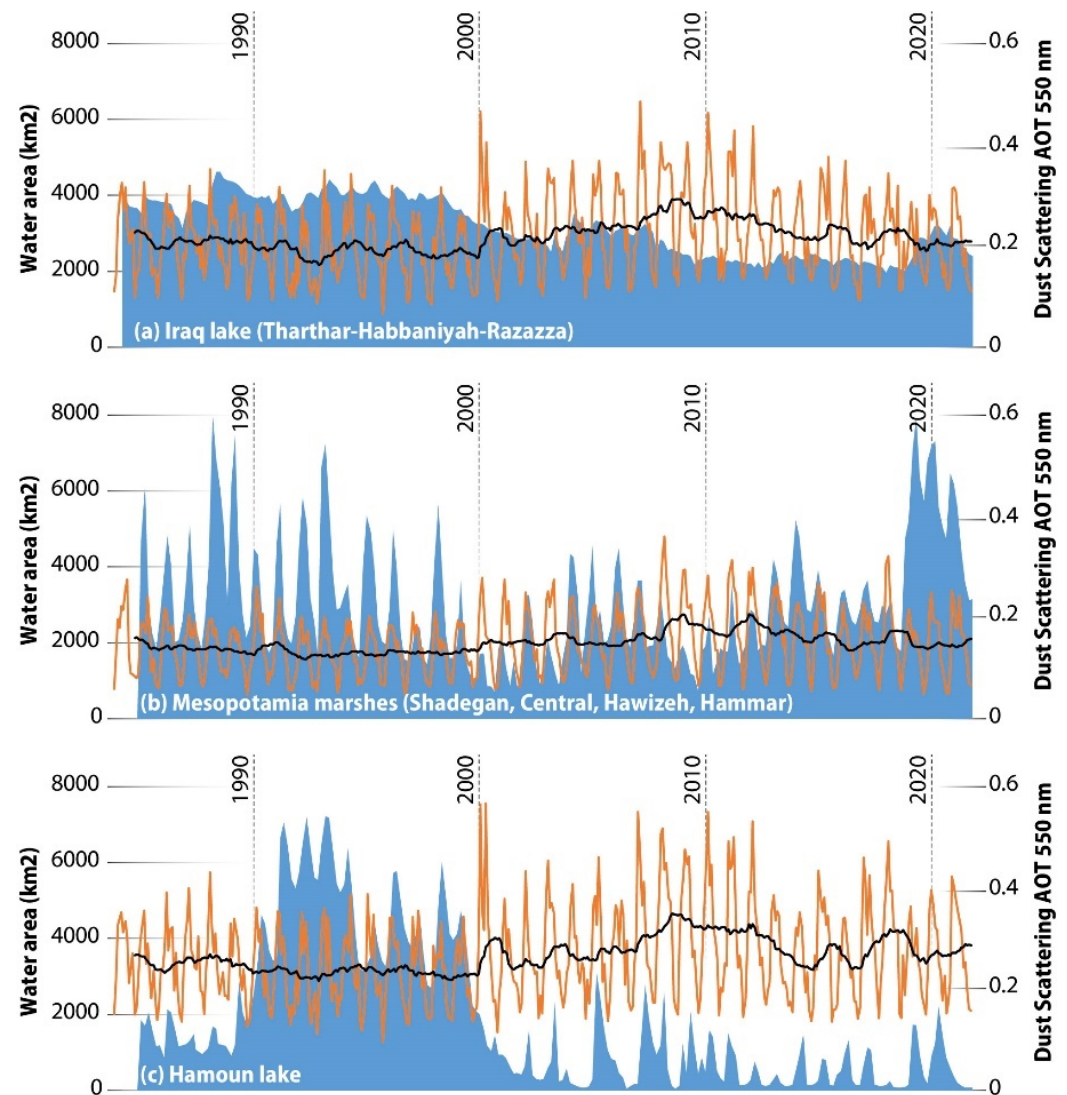 1990 2000 2010 2020
8000 0.6
6000
0.4
4000
0.2
2000
0 0
Water area (km2)
Dust Scattering AOT 550 nm
(a) Iraq lake (Tharthar-Habbaniyah-Razazza)
1990 2000 2010 2020
8000 0.6
6000
0.4
4000
0.2
2000
0 0
Water area (km2)
Dust Scattering AOT 550 nm
(b) Mesopotamia marshes (Shadegan, Central, Hawizeh, Hammar)
1990 2000 2010 2020
8000 0.6
6000
0.4
4000
0.2
2000
0 0
Water area (km2)
Dust Scattering AOT 550 nm
(c) Hamoun lake